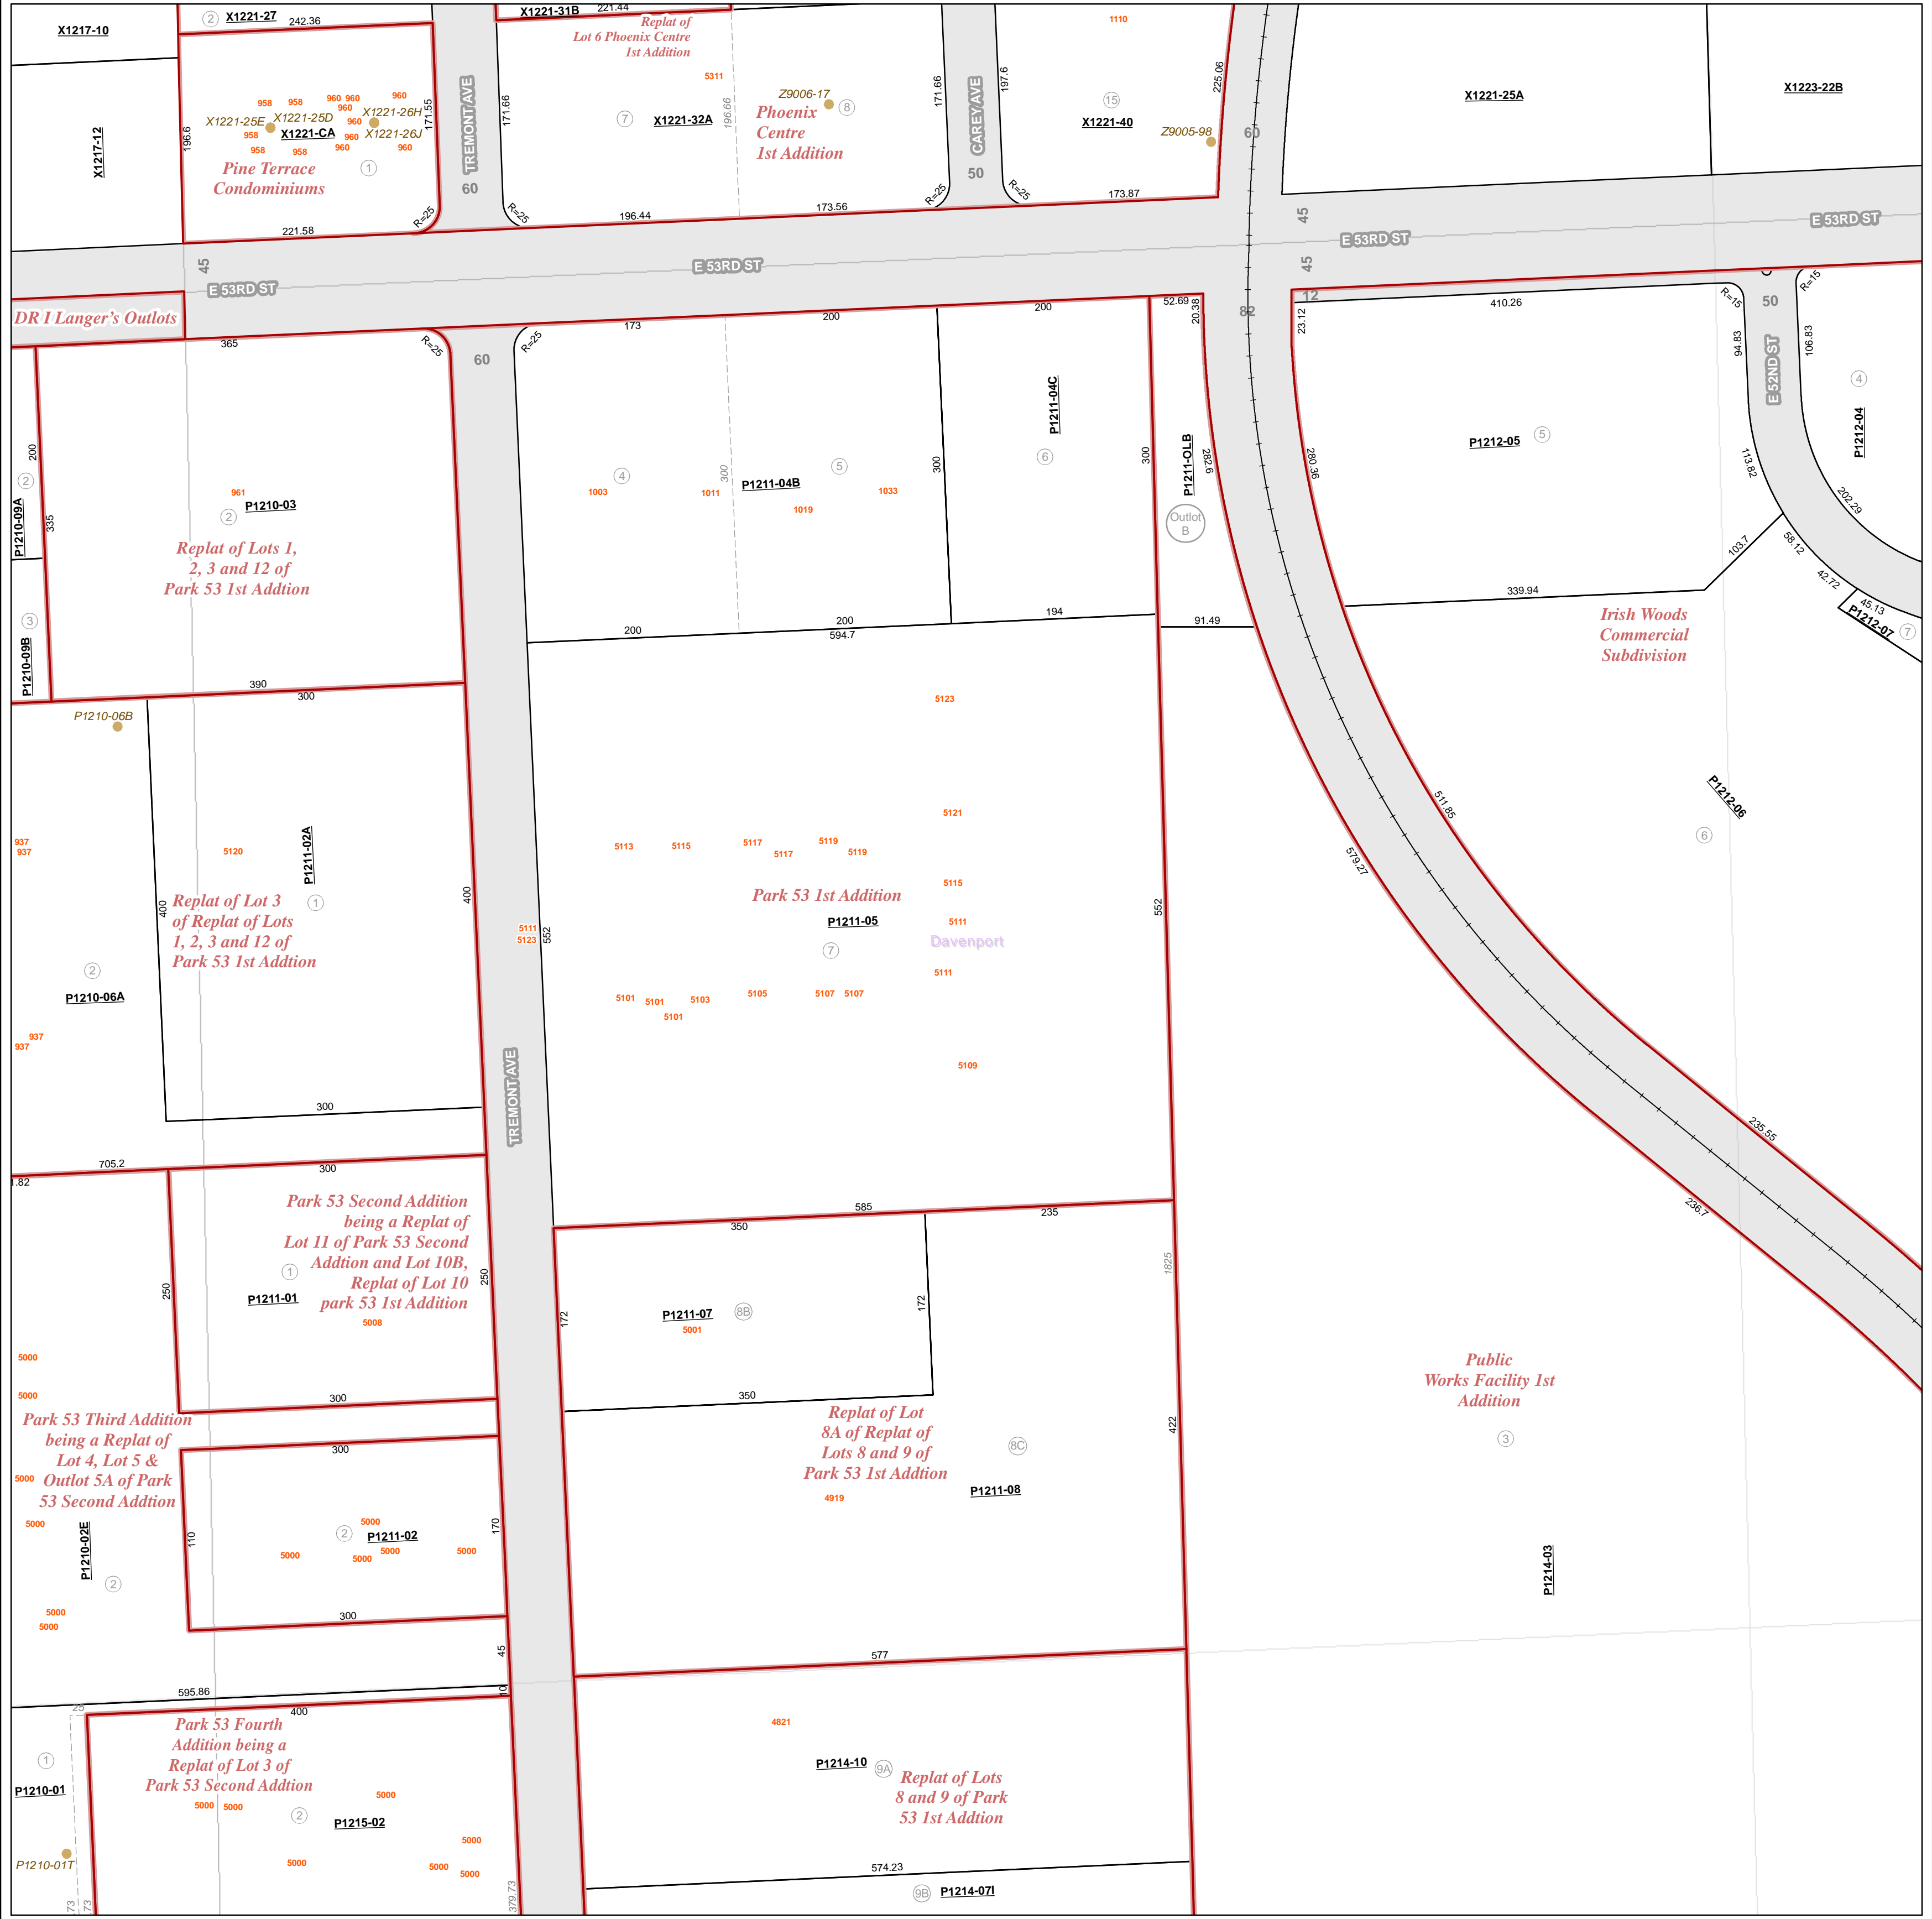 X1217-10
2
X1221-27
242.36
X1221-31B
221.44
Replat of
Lot 6 Phoenix Centre
1st Addition
1110
X1217-12
196.6
958
958
960
960
960
960
X1221-25E
X1221-25D
X1221-CA
X1221-26H
X1221-26J
960
958
958
958
960
960
960
171.55
1
Pine Terrace
Condominiums
TREMONT AVE
60
171.66
5311
7
X1221-32A
196.66
Z9006-17
8
Phoenix
Centre
1st Addition
171.66
CAREY AVE
50
197.6
15
X1221-40
225.06
Z9005-98
60
X1221-25A
X1223-22B
R=25
R=25
R=25
R=25
221.58
196.44
173.56
173.87
45
45
45
E 53RD ST
E 53RD ST
E 53RD ST
E 53RD ST
DR I Langer's Outlots
365
R=25
R=25
60
173
200
200
52.69
20.38
82
12
23.12
410.26
R=15
R=15
50
94.83
106.83
E 52ND ST
4
P1212-04
200
2
P1210-09A
335
3
P1210-09B
961
2
P1210-03
Replat of Lots 1,
2, 3 and 12 of
Park 53 1st Addtion
1003
4
1011
300
P1211-04B
5
1019
1033
300
P1211-04C
6
300
P1211-OLB
Outlot
B
282.6
280.36
P1212-05
5
113.82
202.29
103.7
58.12
42.72
45.13
P1212-07
7
339.94
Irish Woods
Commercial
Subdivision
200
200
594.7
194
91.49
390
300
P1210-06B
937
937
400
5120
P1211-02A
1
Replat of Lot 3
of Replat of Lots
1, 2, 3 and 12 of
Park 53 1st Addtion
400
2
P1210-06A
937
937
300
5111
5123
552
TREMONT AVE
5123
5121
5113
5115
5117
5117
5119
5119
5115
Park 53 1st Addition
P1211-05
7
5111
Davenport
5111
5101
5101
5101
5103
5105
5107
5107
5109
552
579.27
511.85
P1212-06
6
235.55
236.7
705.2
1.82
300
Park 53 Second Addition
being a Replat of
Lot 11 of Park 53 Second
Addtion and Lot 10B,
Replat of Lot 10
park 53 1st Addition
250
250
1
P1211-01
5008
300
585
350
235
1825
172
172
P1211-07
8B
5001
350
5000
5000
Park 53 Third Addition
being a Replat of
Lot 4, Lot 5 &
Outlot 5A of Park
53 Second Addtion
5000
5000
P1210-02E
2
5000
5000
300
110
170
2
5000
P1211-02
5000
5000
5000
5000
300
45
10
Replat of Lot
8A of Replat of
Lots 8 and 9 of
Park 53 1st Addtion
8C
4919
P1211-08
422
577
Public
Works Facility 1st
Addition
3
P1214-03
595.86
25
400
Park 53 Fourth
Addition being a
Replat of Lot 3 of
Park 53 Second Addtion
1
P1210-01
P1210-01T
73
73
5000
5000
5000
2
P1215-02
5000
5000
5000
5000
379.73
4821
P1214-10
9A
Replat of Lots
8 and 9 of Park
53 1st Addtion
574.23
9B
P1214-07I